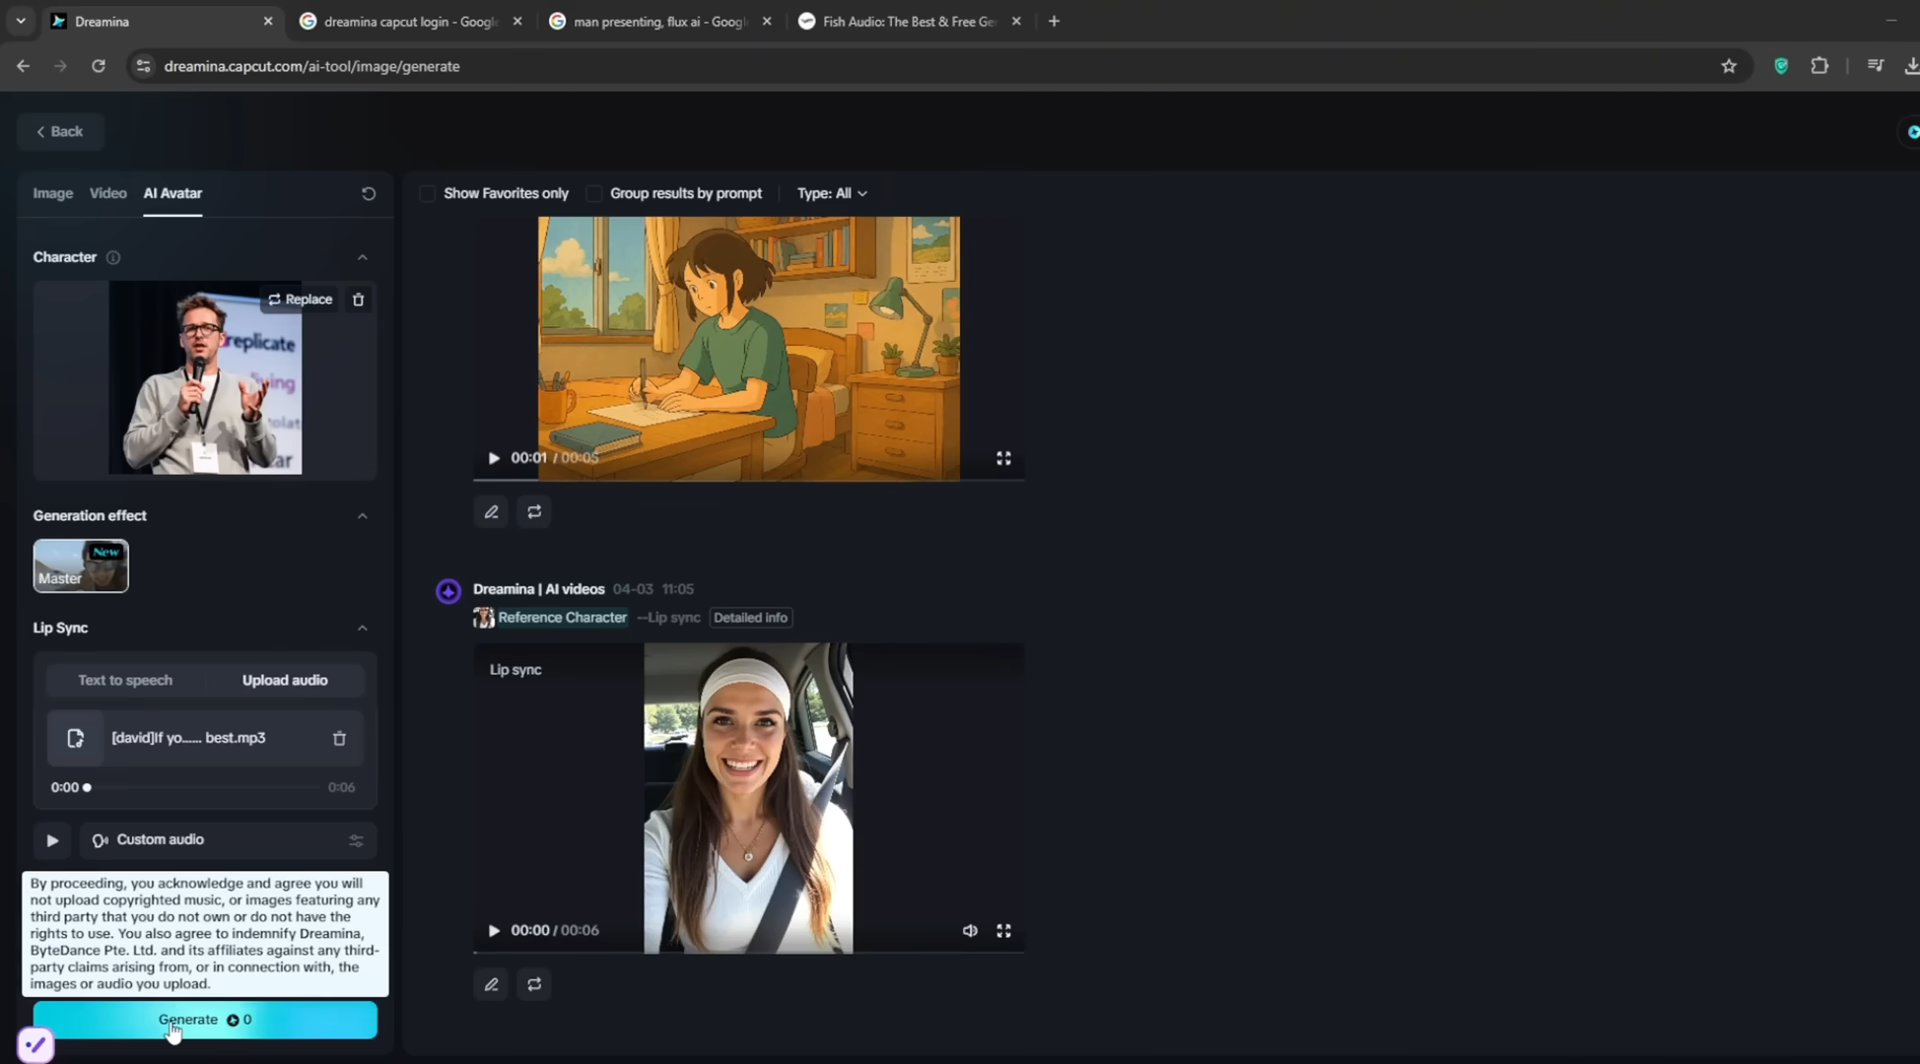 Dreamina
dreamina capcut login - Google
man presenting, flux ai - Google
Fish Audio: The Best & Free Ger
dreamina.capcut.com/ai-tool/image/generate
Back
Image
Video
AI Avatar
Show Favorites only
Group results by prompt
Type: All
Character
Replace
replicate
 living
olat
ar
00:01 / 00:05
Generation effect
New
Master
Dreamina | AI videos 04-03 11:05
Reference Character --Lip sync Detailed info
Lip Sync
Lip sync
Text to speech
Upload audio
[david]If yo...... best.mp3
0:00
0:06
Custom audio
By proceeding, you acknowledge and agree you will
not upload copyrighted music, or images featuring any
third party that you do not own or do not have the
rights to use. You also agree to indemnify Dreamina,
ByteDance Pte. Ltd. and its affiliates against any third-
party claims arising from, or in connection with, the
images or audio you upload.
00:00 / 00:06
Generate 0